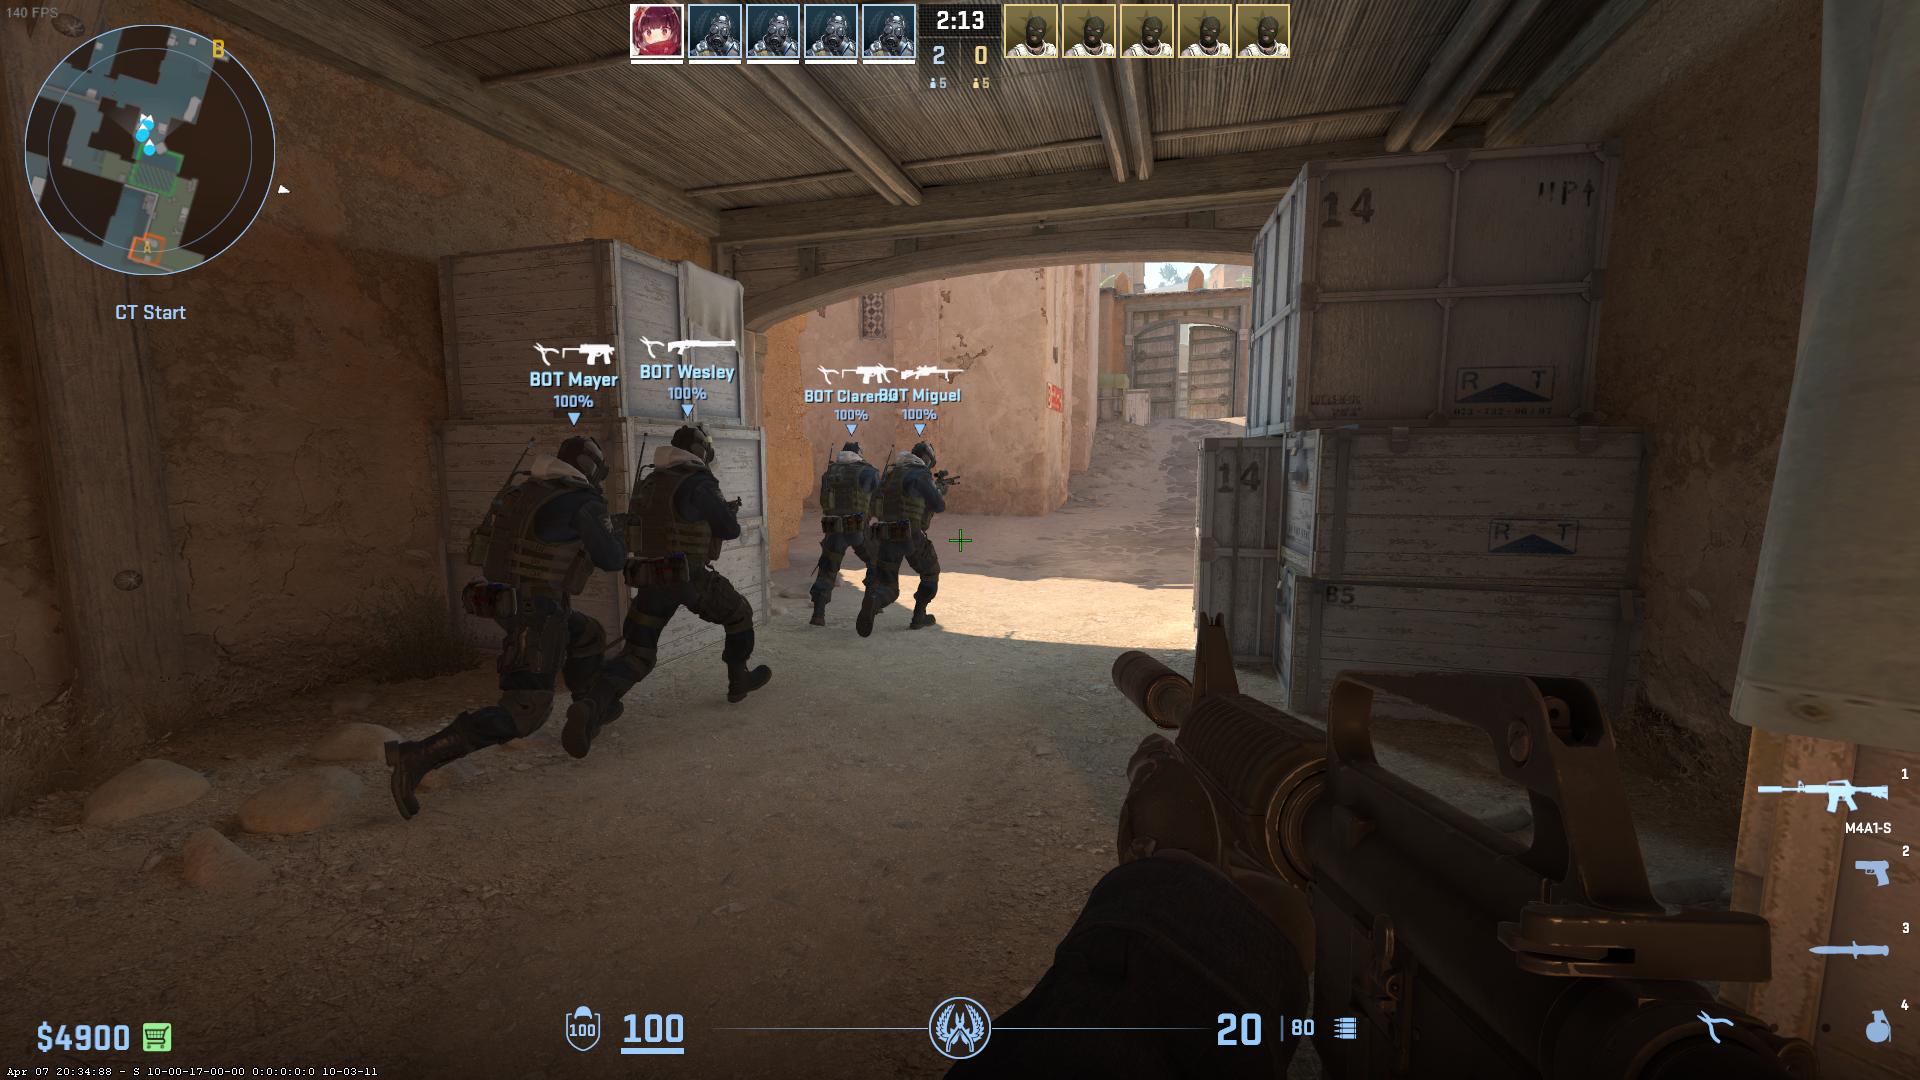 140 FPS
B
2:13
2 0
5 5
A
CT Start
14
BOT Mayer
100%
BOT Wesley
100%
BOT Miguel
100%
100%
R T
14
R T
B5
1
M4A1-S
2
3
4
$4900
100
100
20 | 80
Apr 07 20:34:88 - S 10-00-17-00-00 0:0:0:0:0 10-03-11